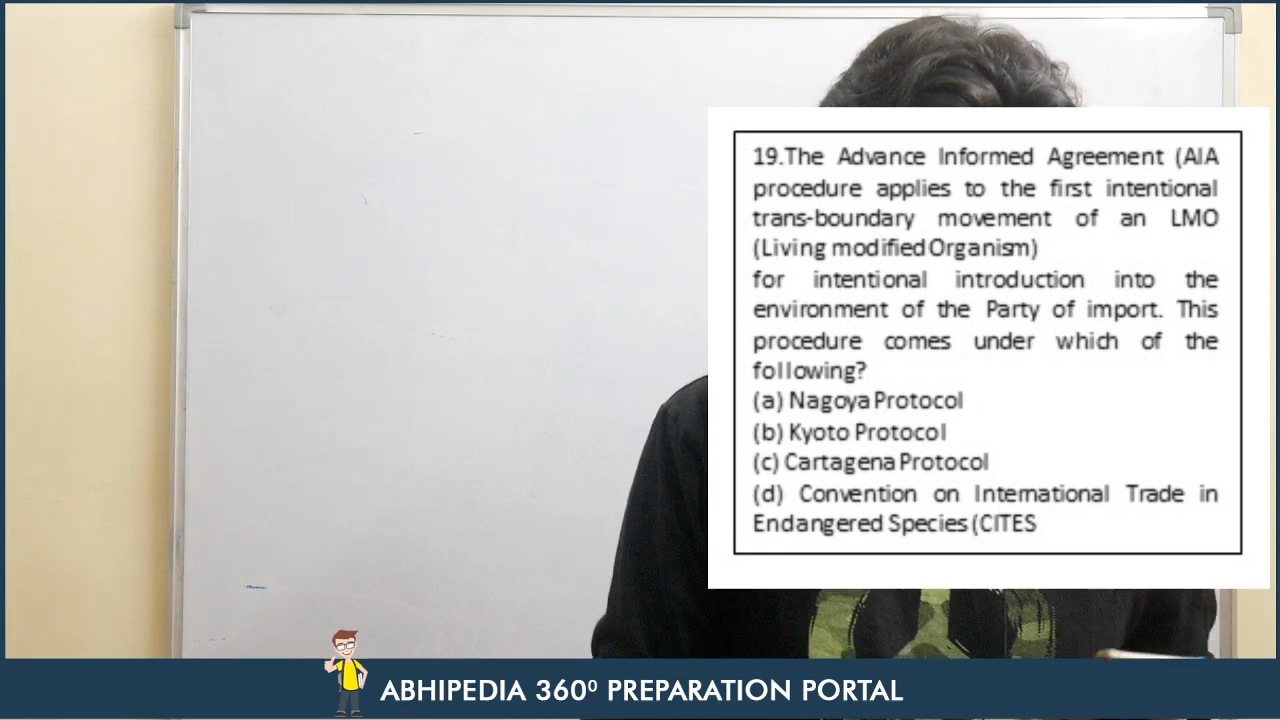 19.The Advance Informed Agreement (AIA
procedure applies to the first intentional
trans-boundary movement of an LMO
(Living modified Organism)
for intentional introduction into the
environment of the Party of import. This
procedure comes under which of the
following?
(a) Nagoya Protocol
(b) Kyoto Protocol
(c) Cartagena Protocol
(d) Convention on International Trade in
Endangered Species (CITES
ABHIPEDIA 360⁰ PREPARATION PORTAL